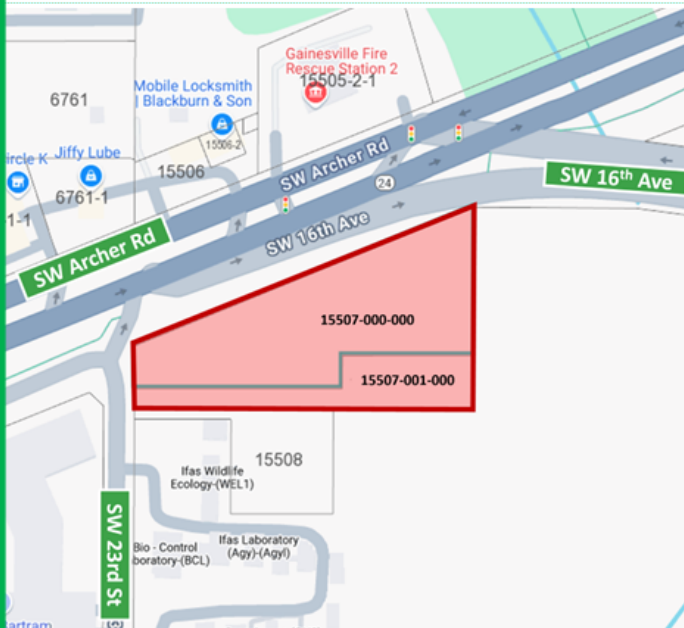 Gainesville Fire
Rescue Station 2
15505-2-1
6761
Mobile Locksmith
| Blackburn & Son
15506-2
ircle K
Jiffy Lube
15506
6761-1
1-1
SW Archer Rd
24
SW 16th Ave
SW 16th Ave
SW Archer Rd
15507-000-000
15507-001-000
15508
Ifas Wildlife
Ecology-(WEL1)
SW 23rd St
Bio - Control
boratory-(BCL)
Ifas Laboratory
(Agy)-(Agyl)
artram